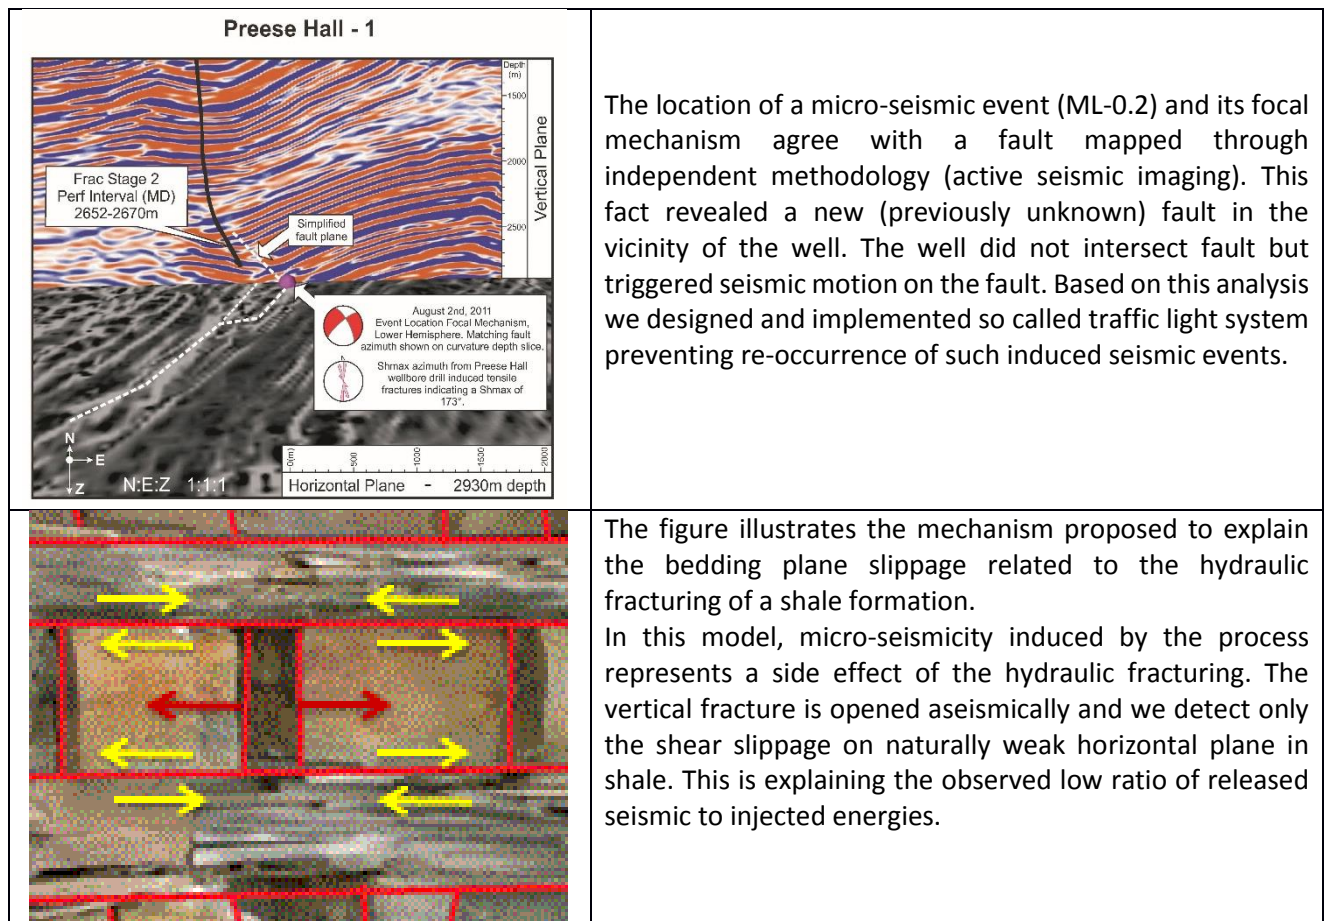 Preese Hall - 1
Depth
(m)
1500
2000
2500
Vertical Plane
Frac Stage 2
Perf Interval (MD)
2652-2670m
Simplified
fault plane
August 2nd, 2011
Event Location Focal Mechanism,
Lower Hemisphere. Matching fault
azimuth shown on curvature depth slice.
N
Shmax azimuth from Preese Hall
wellbore drill induced tensile
fractures indicating a Shmax of
173°.
N
E
Z
N:E:Z 1:1:1
0(m)
500
1000
1500
2000
Horizontal Plane - 2930m depth
The location of a micro-seismic event (ML-0.2) and its focal
mechanism agree with a fault mapped through
independent methodology (active seismic imaging). This
fact revealed a new (previously unknown) fault in the
vicinity of the well. The well did not intersect fault but
triggered seismic motion on the fault. Based on this analysis
we designed and implemented so called traffic light system
preventing re-occurrence of such induced seismic events.
The figure illustrates the mechanism proposed to explain
the bedding plane slippage related to the hydraulic
fracturing of a shale formation.
In this model, micro-seismicity induced by the process
represents a side effect of the hydraulic fracturing. The
vertical fracture is opened aseismically and we detect only
the shear slippage on naturally weak horizontal plane in
shale. This is explaining the observed low ratio of released
seismic to injected energies.